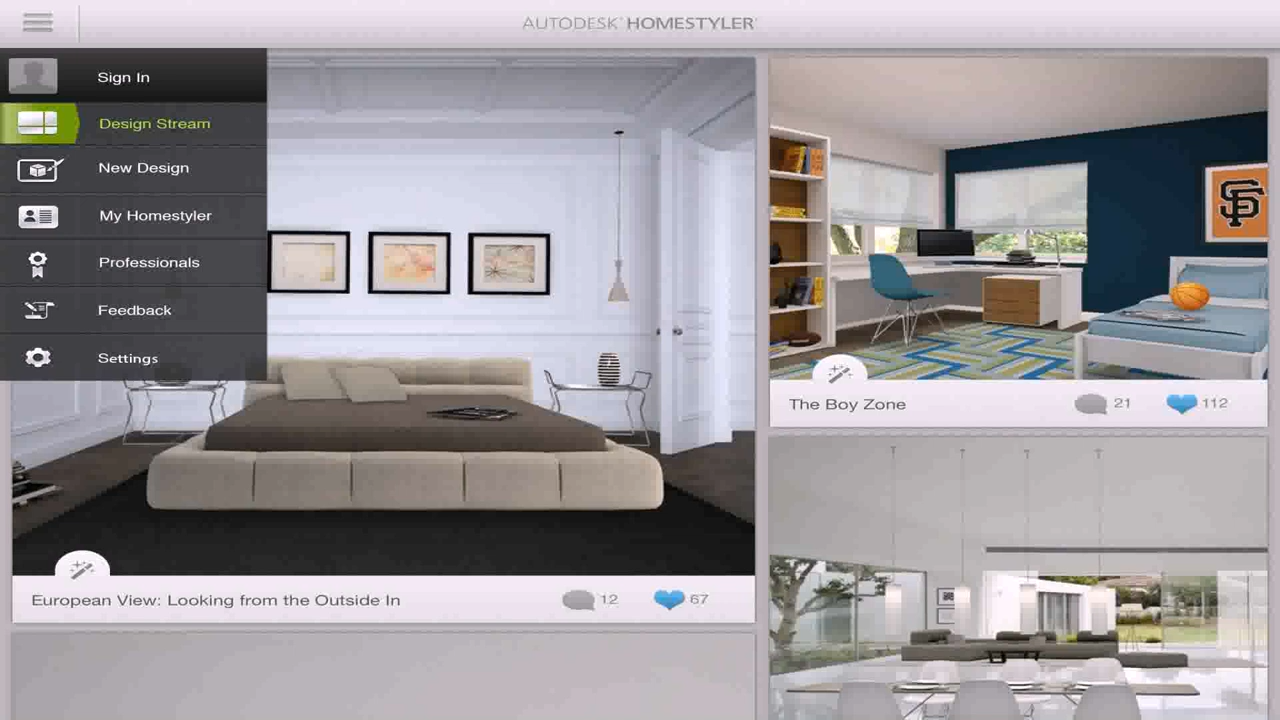 AUTODESK® HOMESTYLER®
Sign In
Design Stream
New Design
My Homestyler
Professionals
Feedback
Settings
SF
The Boy Zone
21
112
European View: Looking from the Outside In
12
67